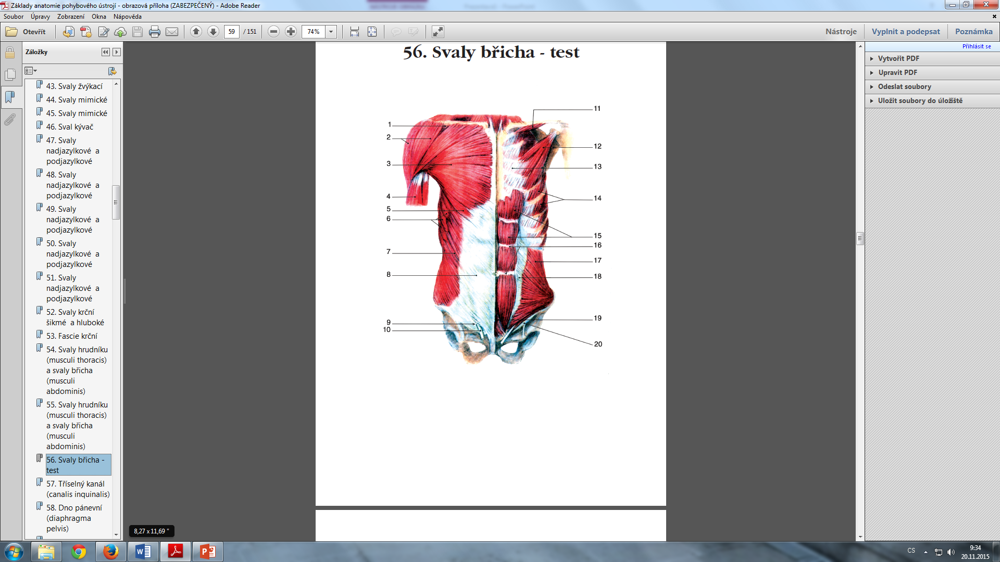 Základy anatomie pohybového ústrojí - obrazová příloha (ZABEZPEČENÝ) - Adobe Reader
Soubor Úpravy Zobrazení Okna Nápověda
Otevřít 59 / 151 74% Nástroje Vyplnit a podepsat Poznámka
Přihlásit se
Záložky
43. Svaly žvýkací
44. Svaly mimické
45. Svaly mimické
46. Sval kývač
47. Svaly
nadjazylkové a
podjazylkové
48. Svaly
nadjazylkové a
podjazylkové
49. Svaly
nadjazylkové a
podjazylkové
50. Svaly
nadjazylkové a
podjazylkové
51. Svaly
nadjazylkové a
podjazylkové
52. Svaly krční
šikmé a hluboké
53. Fascie krční
54. Svaly hrudníku
(musculi thoracis)
a svaly břicha
(musculi
abdominis)
55. Svaly hrudníku
(musculi thoracis)
a svaly břicha
(musculi
abdominis)
56. Svaly břicha -
test
57. Tříselný kanál
(canalis inquinalis)
58. Dno pánevní
(diaphragma
pelvis)
56. Svaly břicha - test
1
2
3
4
5
6
7
8
9
10
11
12
13
14
15
16
17
18
19
20
8,27 x 11,69 "
Vytvořit PDF
Upravit PDF
Odeslat soubory
Uložit soubory do úložiště
CS
9:34
20.11.2015